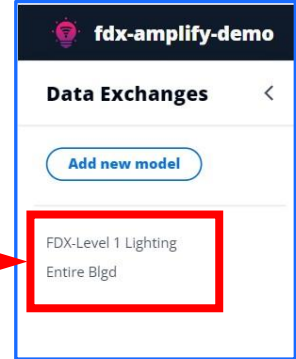 fdx-amplify-demo
Data Exchanges
Add new model
FDX-Level 1 Lighting
Entire Blgd